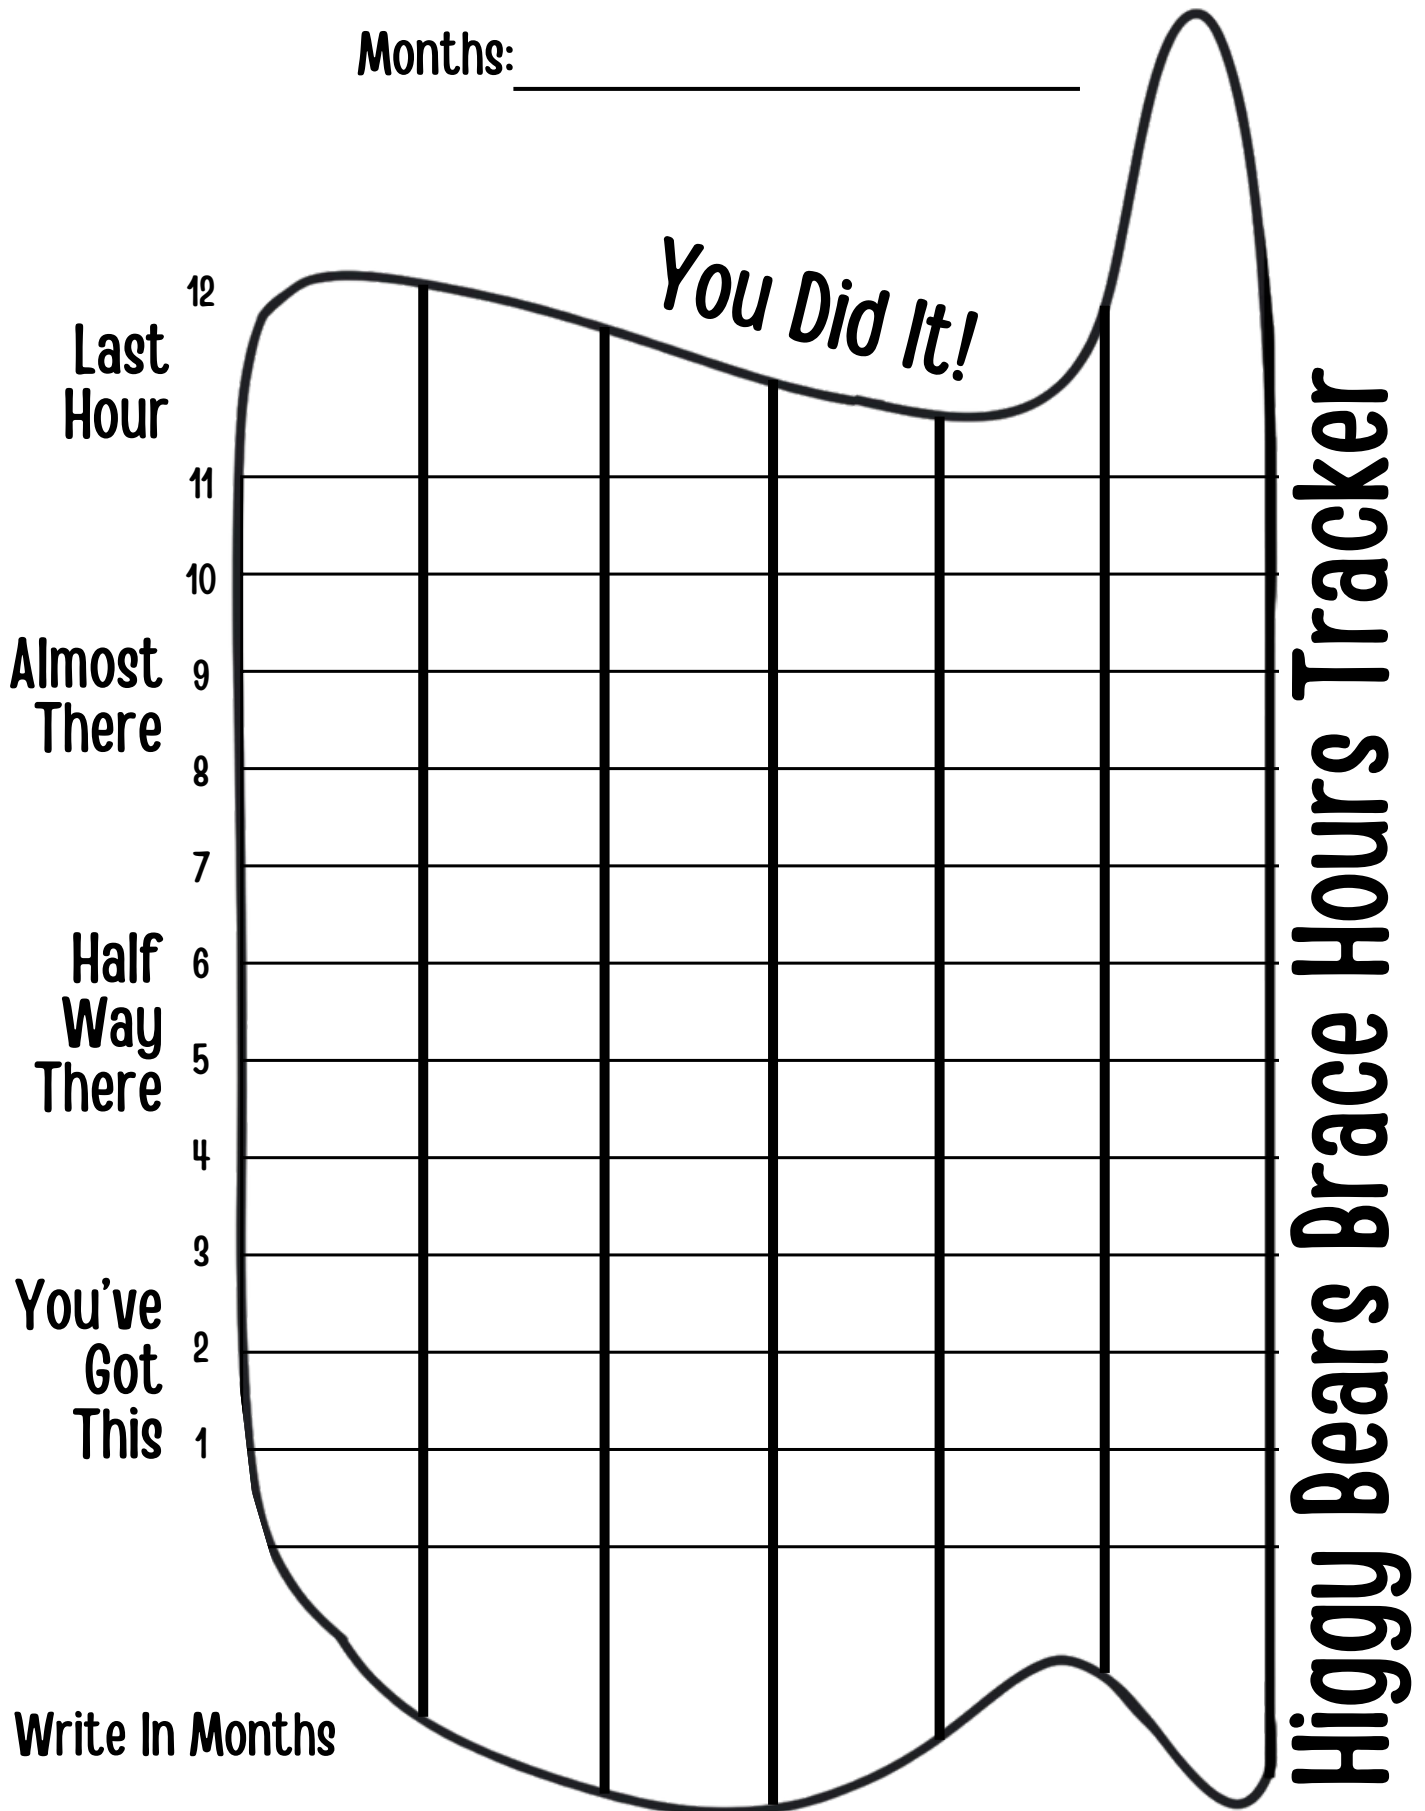 Months:
You Did It!
12
Last
Hour
11
10
Almost
There
9
8
7
Half
Way
There
6
5
4
3
You've
Got
This
2
1
Write In Months
Higgy Bears Brace Hours Tracker